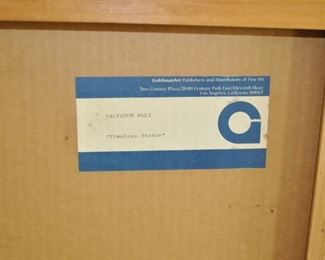 GoldmanArt Publishers and Distributors of Fine Art
Two Century Plaza/2049 Century Park East/Eleventh Floor
Los Angeles, California 90067
SALVADOR DALI
"Timeless Statue"